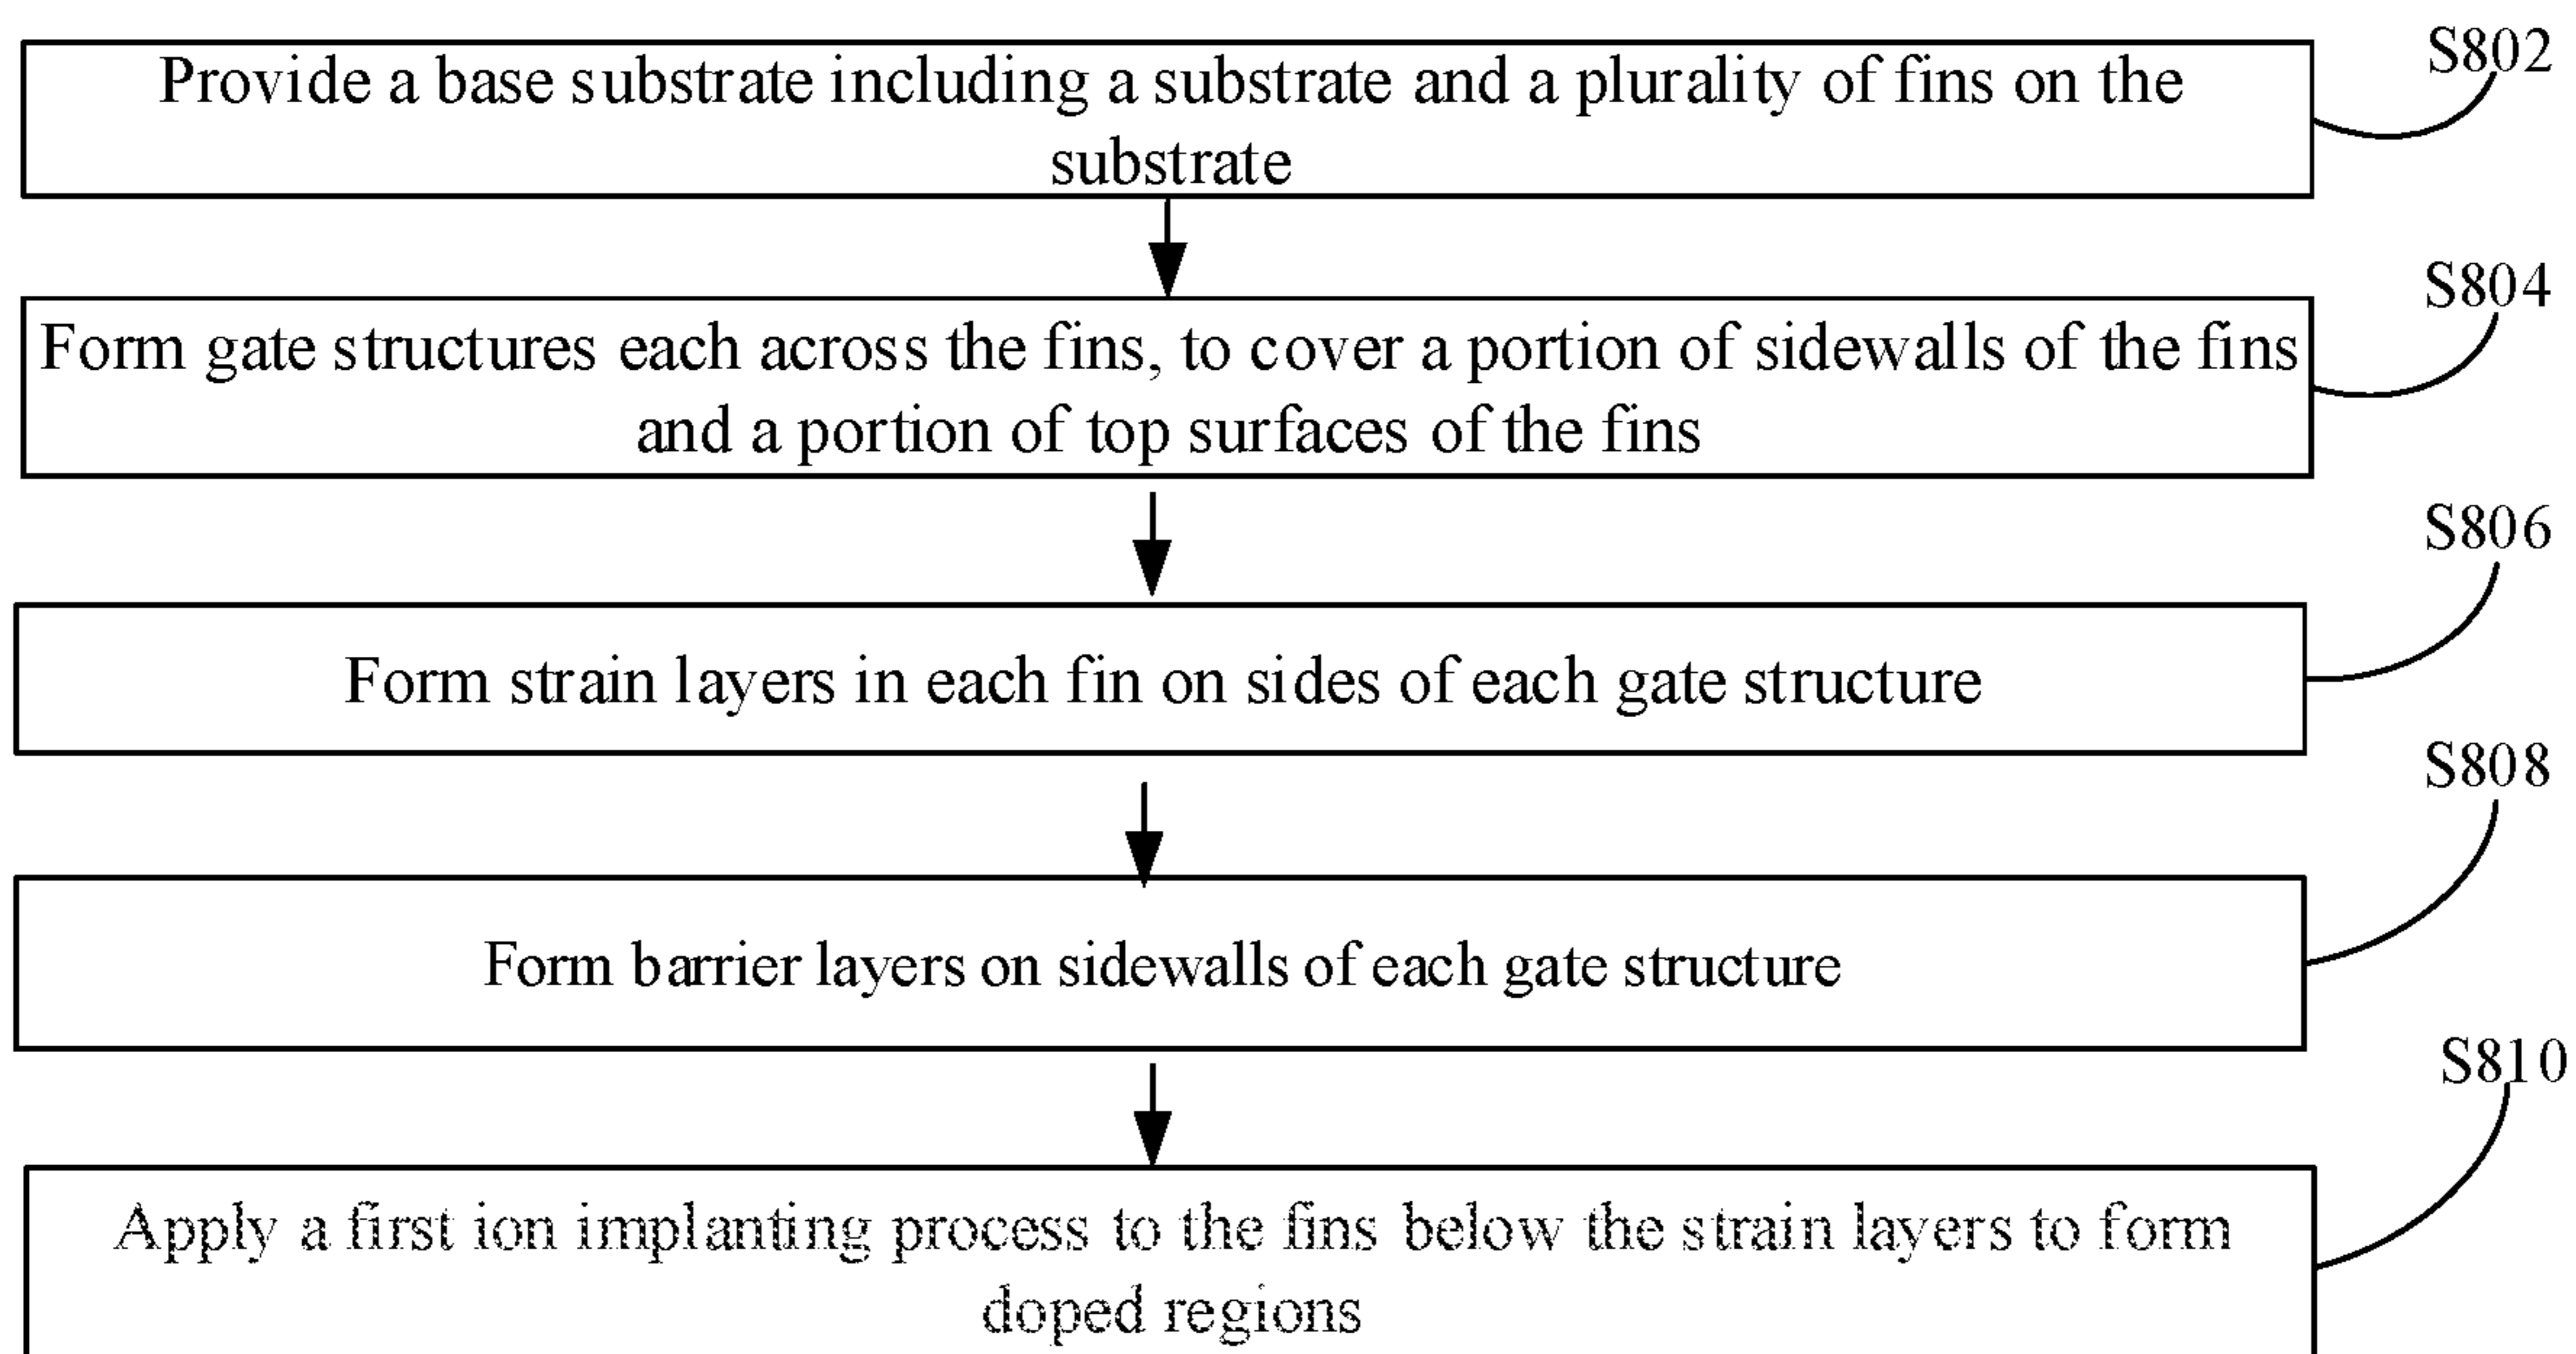 S802
Provide a base substrate including a substrate and a plurality of fins on the
substrate
S804
Form gate structures each across the fins, to cover a portion of sidewalls of the fins
and a portion of top surfaces of the fins
S806
Form strain layers in each fin on sides of each gate structure
S808
Form barrier layers on sidewalls of each gate structure
S810
Apply a first ion implanting process to the fins below the strain layers to form
doped regions